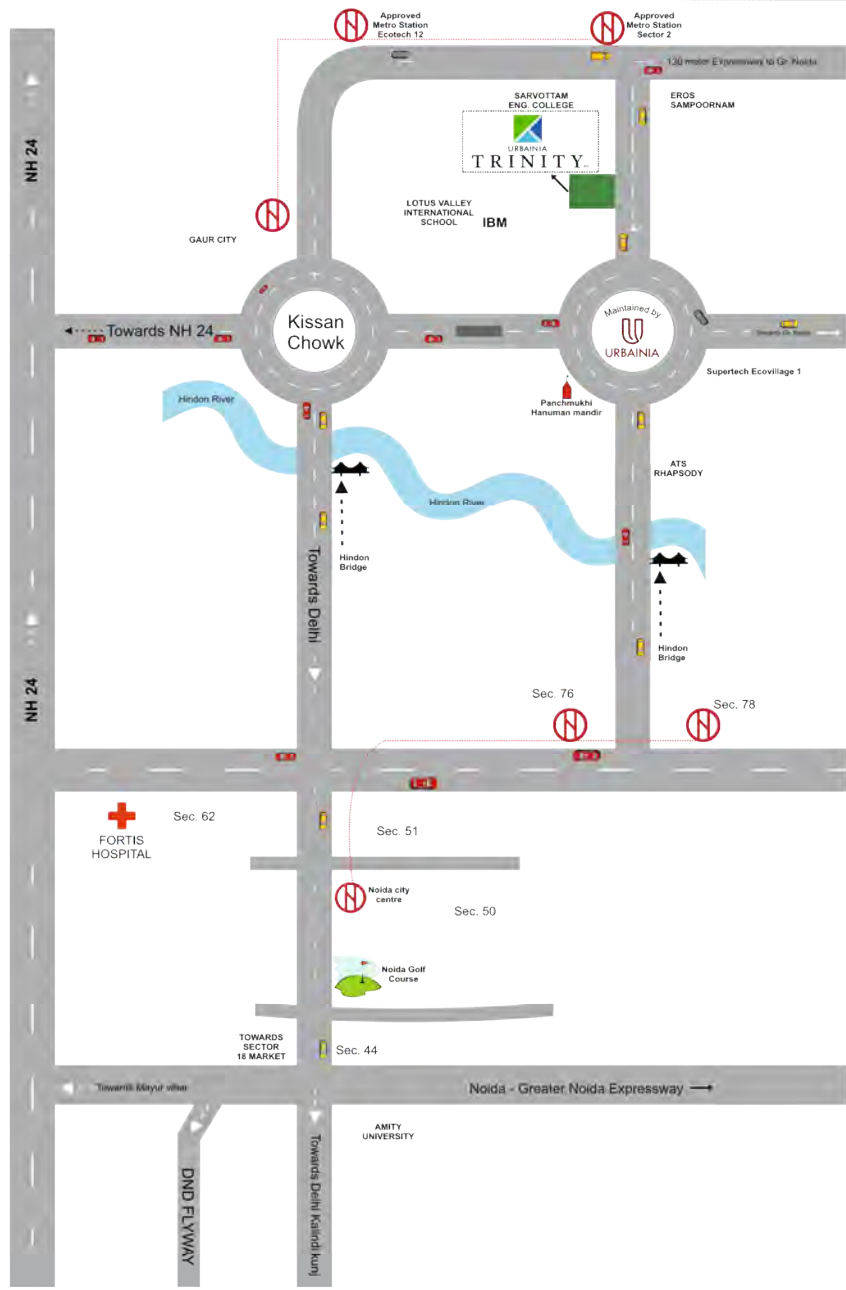 Approved
Metro Station
Ecotech 12
Approved
Metro Station
Sector 2
130 meter Expressway to Gr. Noida
NH 24
SARVOTTAM
ENG. COLLEGE
EROS
SAMPOORNAM
URBAINIA
TRINITY
LOTUS VALLEY
INTERNATIONAL
SCHOOL
IBM
GAUR CITY
Towards NH 24
Kissan
Chowk
Maintained by
URBAINIA
Towards Gr. Noida
Supertech Ecovillage 1
Hindon River
Panchmukhi
Hanuman mandir
ATS
RHAPSODY
Hindon River
Hindon
Bridge
Towards Delhi
Hindon
Bridge
NH 24
Sec. 76
Sec. 78
FORTIS
HOSPITAL
Sec. 62
Sec. 51
Noida city
centre
Sec. 50
Noida Golf
Course
TOWARDS
SECTOR
18 MARKET
Sec. 44
Towards Mayur vihar
Noida - Greater Noida Expressway
AMITY
UNIVERSITY
DND FLYWAY
Towards Delhi Kalindi kunj